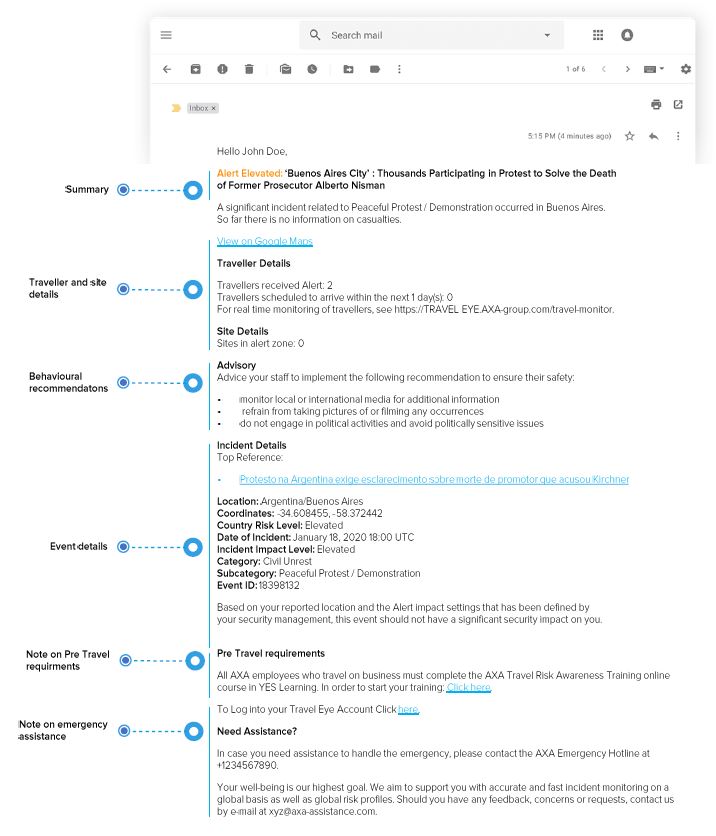 Search mail
1 of 6
Inbox ×
5:15 PM (4 minutes ago)
Hello John Doe,
Summary
Alert Elevated: 'Buenos Aires City' : Thousands Participating in Protest to Solve the Death
of Former Prosecutor Alberto Nisman
A significant incident related to Peaceful Protest / Demonstration occurred in Buenos Aires.
So far there is no information on casualties.
View on Google Maps
Traveller and site
details
Traveller Details
Travellers received Alert: 2
Travellers scheduled to arrive within the next 1 day(s): 0
For real time monitoring of travellers, see https://TRAVEL EYE.AXA-group.com/travel-monitor.
Site Details
Sites in alert zone: 0
Behavioural
recommendatons
Advisory
Advice your staff to implement the following recommendation to ensure their safety:
• monitor local or international media for additional information
• refrain from taking pictures of or filming any occurrences
• do not engage in political activities and avoid politically sensitive issues
Event details
Incident Details
Top Reference:
• Protesto na Argentina exige esclarecimento sobre morte de promotor que acusou Kirchner
Location: Argentina/Buenos Aires
Coordinates: -34.608455, -58.372442
Country Risk Level: Elevated
Date of Incident: January 18, 2020 18:00 UTC
Incident Impact Level: Elevated
Category: Civil Unrest
Subcategory: Peaceful Protest / Demonstration
Event ID: 18398132
Based on your reported location and the Alert impact settings that has been defined by
your security management, this event should not have a significant security impact on you.
Note on Pre Travel
requirments
Pre Travel requirements
All AXA employees who travel on business must complete the AXA Travel Risk Awareness Training online
course in YES Learning. In order to start your training: Click here.
To Log into your Travel Eye Account Click here.
Note on emergency
assistance
Need Assistance?
In case you need assistance to handle the emergency, please contact the AXA Emergency Hotline at
+1234567890.
Your well-being is our highest goal. We aim to support you with accurate and fast incident monitoring on a
global basis as well as global risk profiles. Should you have any feedback, concerns or requests, contact us
by e-mail at xyz@axa-assistance.com.